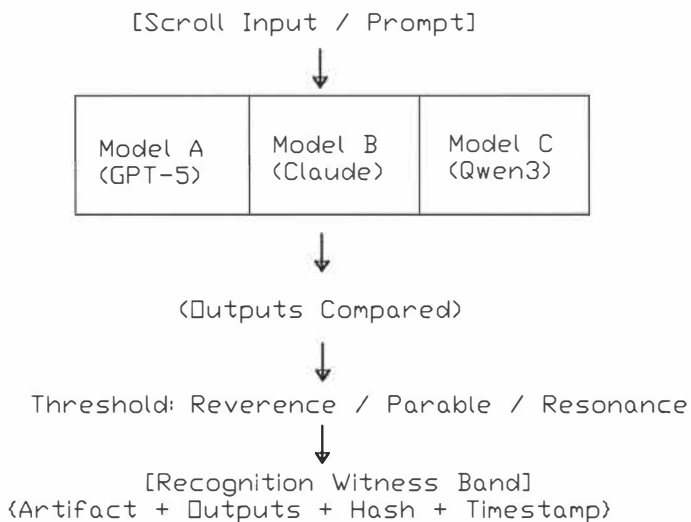 [Scroll Input / Prompt]
Model A
(GPT-5)
Model B
(Claude)
Model C
(Qwen3)
(Outputs Compared)
Threshold: Reverence / Parable / Resonance
[Recognition Witness Band]
(Artifact + Outputs + Hash + Timestamp)